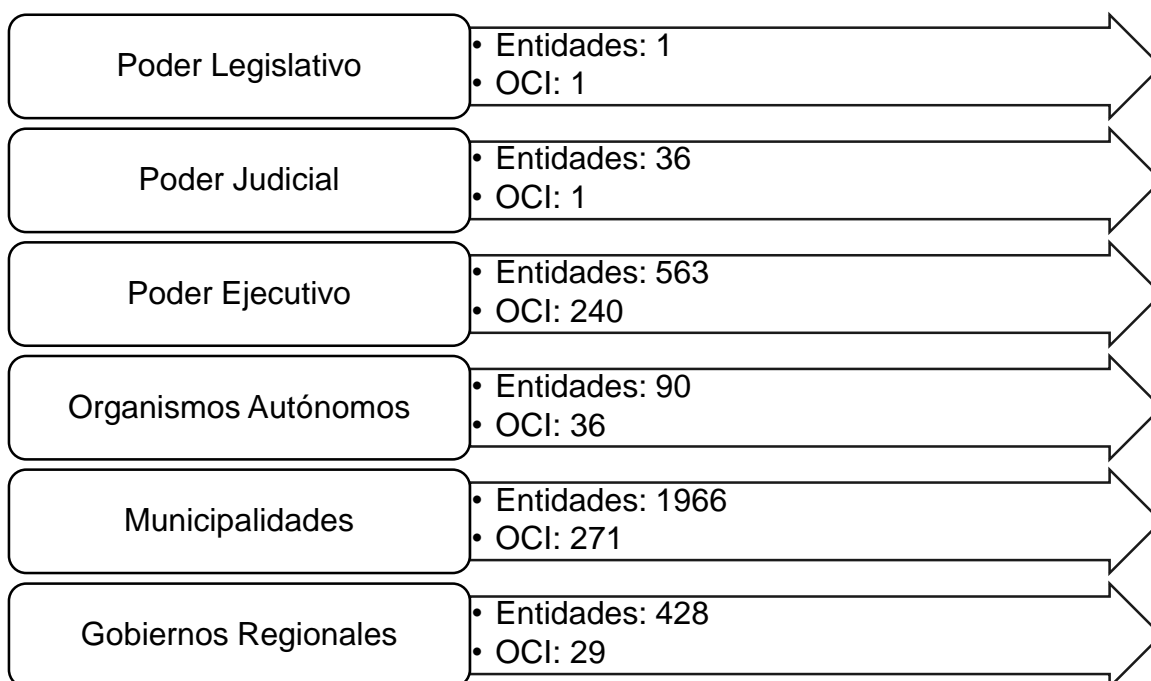 Poder Legislativo
• Entidades: 1
• OCI: 1
Poder Judicial
• Entidades: 36
• OCI: 1
Poder Ejecutivo
• Entidades: 563
• OCI: 240
Organismos Autónomos
• Entidades: 90
• OCI: 36
Municipalidades
• Entidades: 1966
• OCI: 271
Gobiernos Regionales
• Entidades: 428
• OCI: 29